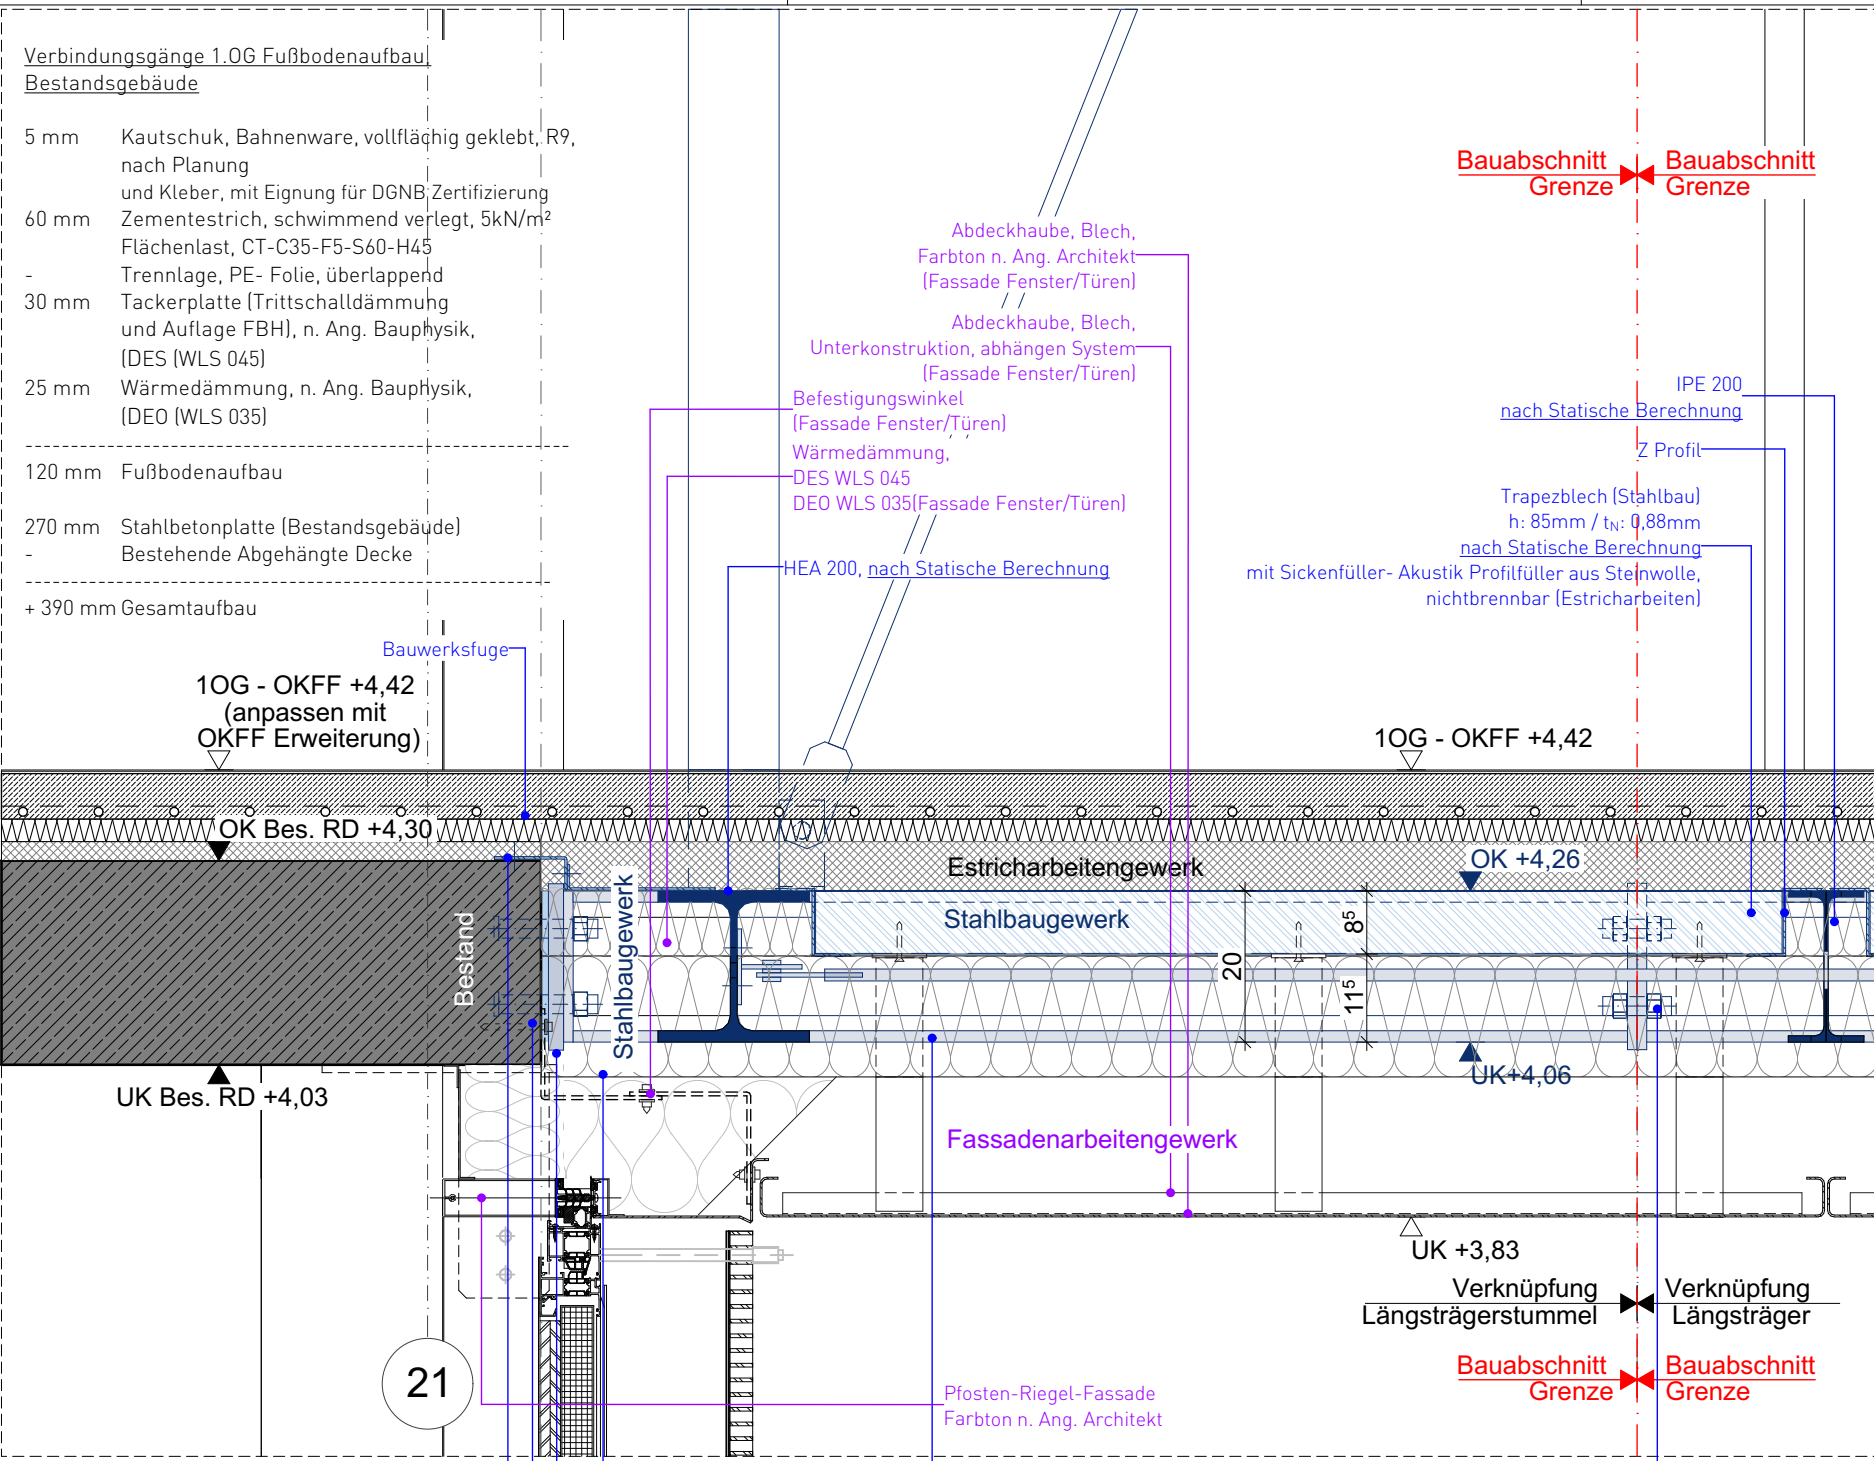 Verbindungsgänge 1.OG Fußbodenaufbau,
Bestandsgebäude
5 mm Kautschuk, Bahnenware, vollflächig geklebt, R9,
nach Planung
und Kleber, mit Eignung für DGNB Zertifizierung
60 mm Zementestrich, schwimmend verlegt, 5kN/m²
Flächenlast, CT-C35-F5-S60-H45
- Trennlage, PE- Folie, überlappend
30 mm Tackerplatte (Trittschalldämmung
und Auflage FBH), n. Ang. Bauphysik,
(DES (WLS 045)
25 mm Wärmedämmung, n. Ang. Bauphysik,
(DEO (WLS 035)
120 mm Fußbodenaufbau
270 mm Stahlbetonplatte (Bestandsgebäude)
- Bestehende Abgehängte Decke
+ 390 mm Gesamtaufbau
Bauabschnitt Grenze
Bauabschnitt Grenze
Abdeckhaube, Blech,
Farbton n. Ang. Architekt
(Fassade Fenster/Türen)
Abdeckhaube, Blech,
Unterkonstruktion, abhängen System
(Fassade Fenster/Türen)
Befestigungswinkel
(Fassade Fenster/Türen)
Wärmedämmung,
DES WLS 045
DEO WLS 035(Fassade Fenster/Türen)
HEA 200, nach Statische Berechnung
IPE 200
nach Statische Berechnung
Z Profil
Trapezblech (Stahlbau)
h: 85mm / tN: 0,88mm
nach Statische Berechnung
mit Sickenfüller- Akustik Profilfüller aus Steinwolle,
nichtbrennbar (Estricharbeiten)
Bauwerksfuge
1OG - OKFF +4,42
(anpassen mit
OKFF Erweiterung)
1OG - OKFF +4,42
OK Bes. RD +4,30
Estricharbeitengewerk
OK +4,26
Bestand
Stahlbaugewerk
Stahlbaugewerk
20
8⁵
11⁵
UK Bes. RD +4,03
UK+4,06
Fassadenarbeitengewerk
UK +3,83
Verknüpfung
Längsträgerstummel
Verknüpfung
Längsträger
21
Bauabschnitt Grenze
Bauabschnitt Grenze
Pfosten-Riegel-Fassade
Farbton n. Ang. Architekt